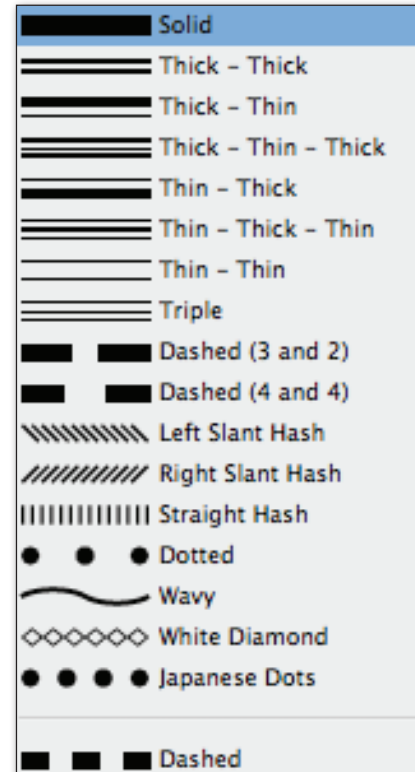 Solid
Thick – Thick
Thick – Thin
Thick – Thin – Thick
Thin – Thick
Thin – Thick – Thin
Thin – Thin
Triple
Dashed (3 and 2)
Dashed (4 and 4)
Left Slant Hash
Right Slant Hash
Straight Hash
Dotted
Wavy
White Diamond
Japanese Dots
Dashed